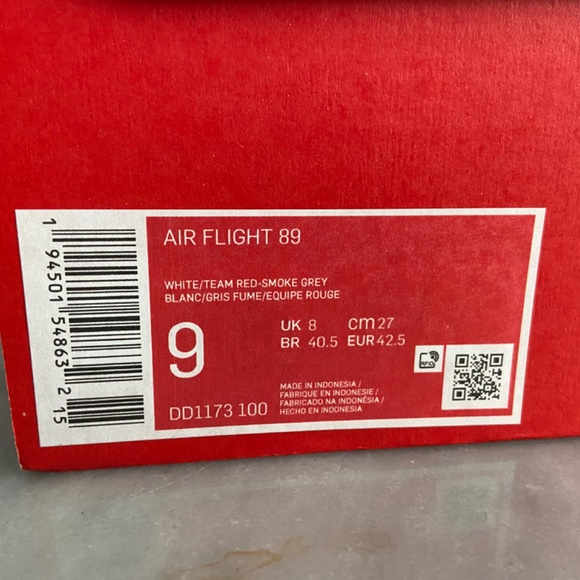 1 94501 54863 2 15
AIR FLIGHT 89
WHITE/TEAM RED-SMOKE GREY
BLANC/GRIS FUME/EQUIPE ROUGE
9
UK 8 cm 27
BR 40.5 EUR 42.5
RFID
DD1173 100
MADE IN INDONESIA/
FABRIQUE EN INDONESIE/
FABRICADO NA INDONÉSIA/
HECHO EN INDONESIA